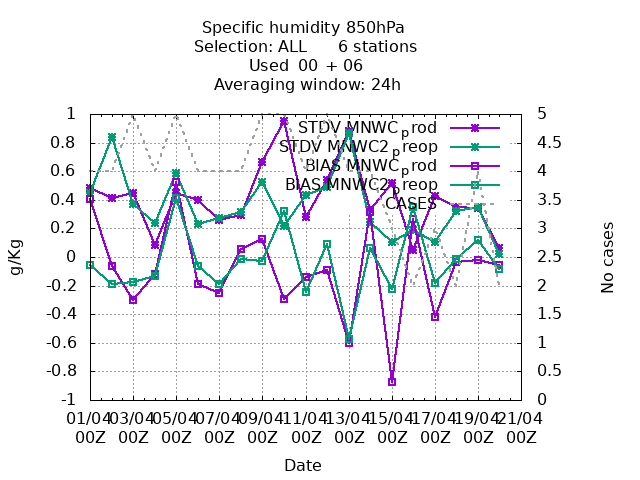 Specific humidity 850hPa
Selection: ALL 6 stations
Used 00 + 06
Averaging window: 24h
1
0.8
0.6
0.4
0.2
0
-0.2
-0.4
-0.6
-0.8
-1
5
4.5
4
3.5
3
2.5
2
1.5
1
0.5
0
STDV MNWC_prod
STDV MNWC2_preop
BIAS MNWC_prod
BIAS MNWC2_preop
CASES
g/Kg
No cases
01/04 03/04 05/04 07/04 09/04 11/04 13/04 15/04 17/04 19/04 21/04
00Z 00Z 00Z 00Z 00Z 00Z 00Z 00Z 00Z 00Z 00Z
Date